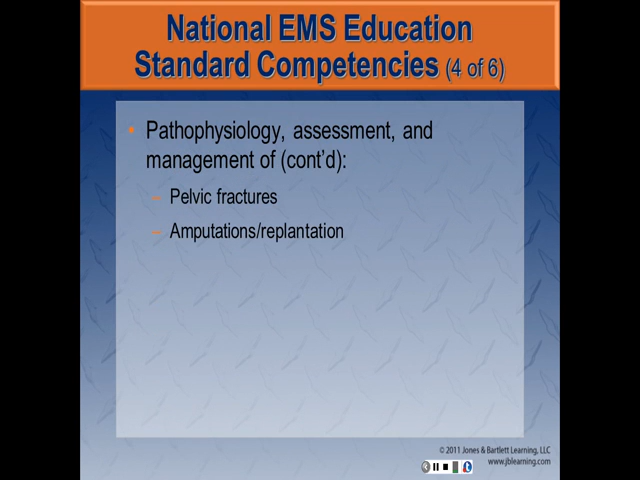 National EMS Education
Standard Competencies (4 of 6)
• Pathophysiology, assessment, and
management of (cont'd):
– Pelvic fractures
– Amputations/replantation
© 2011 Jones & Bartlett Learning, LLC
www.jblearning.com